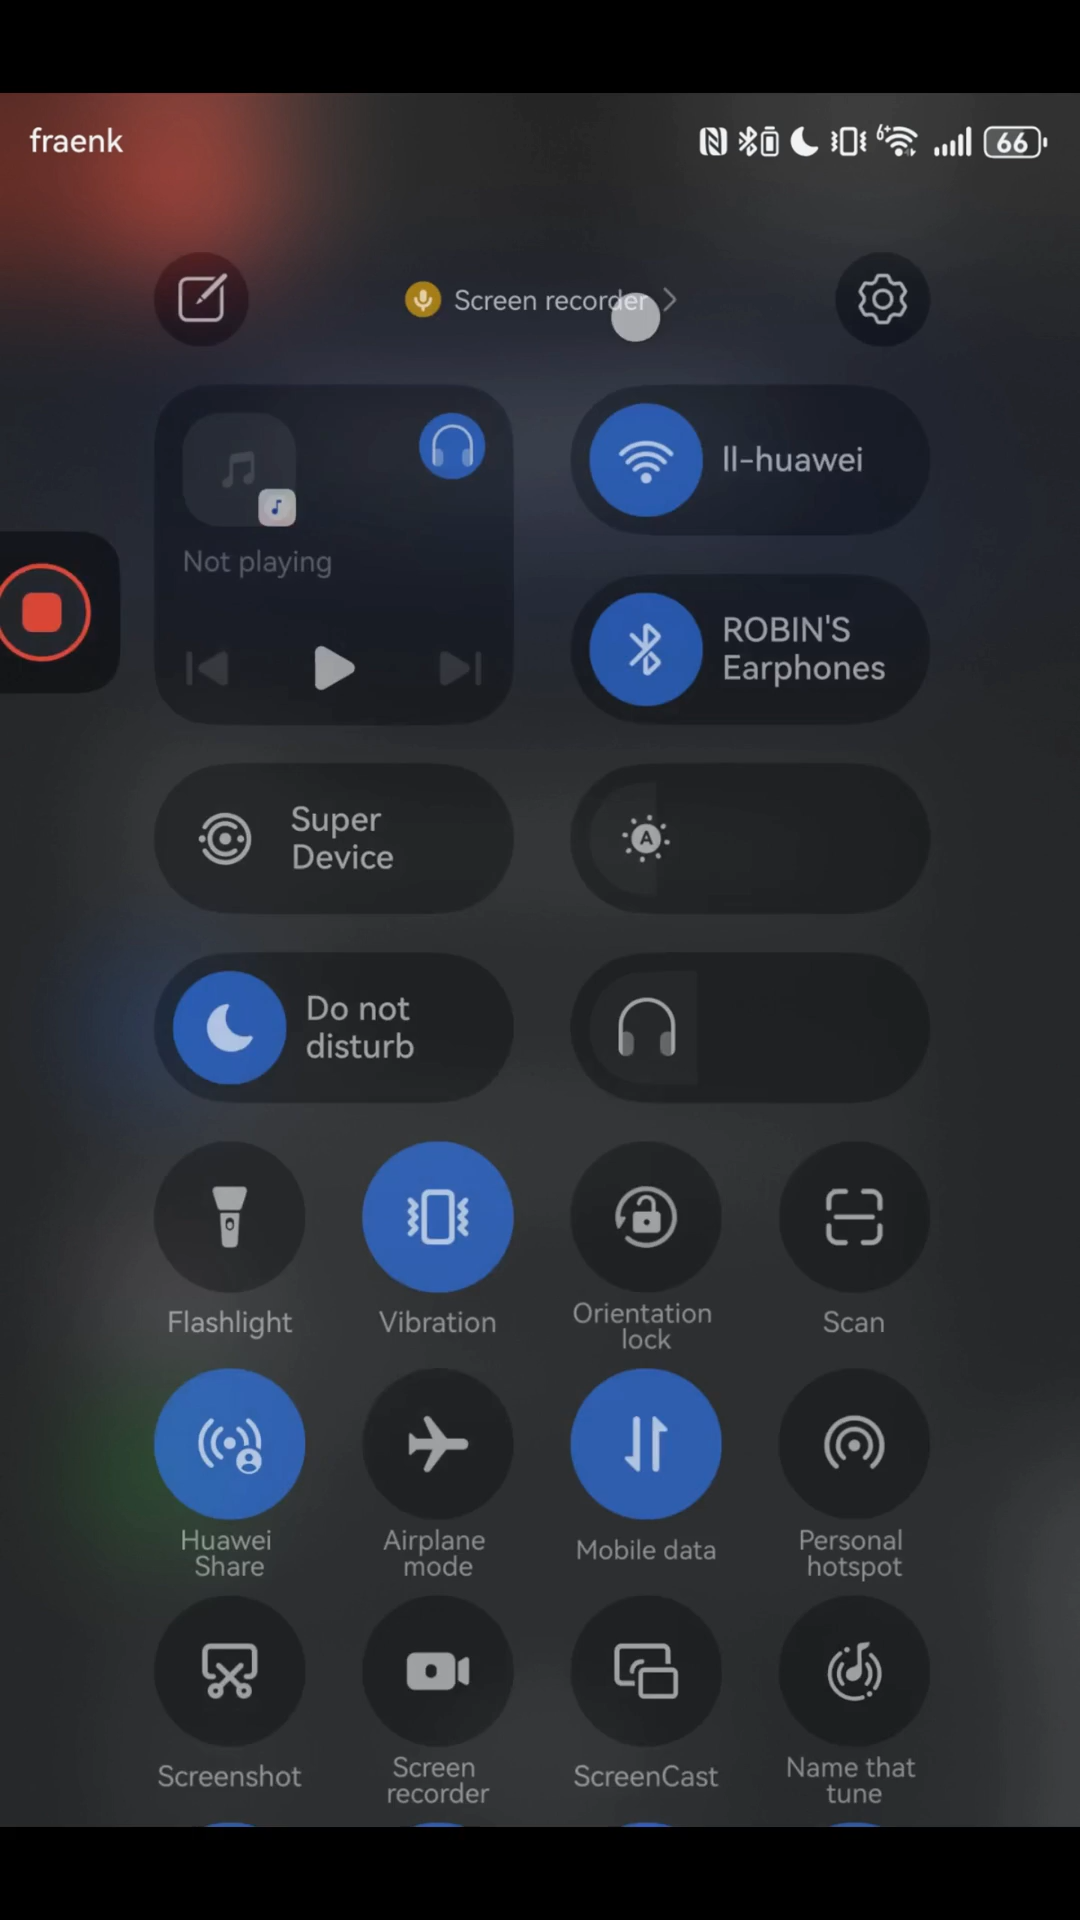 fraenk
66
Screen recorder
ll-huawei
Not playing
ROBIN'S
Earphones
Super
Device
A
Do not
disturb
Flashlight
Vibration
Orientation
lock
Scan
Huawei
Share
Airplane
mode
Mobile data
Personal
hotspot
Screenshot
Screen
recorder
ScreenCast
Name that
tune